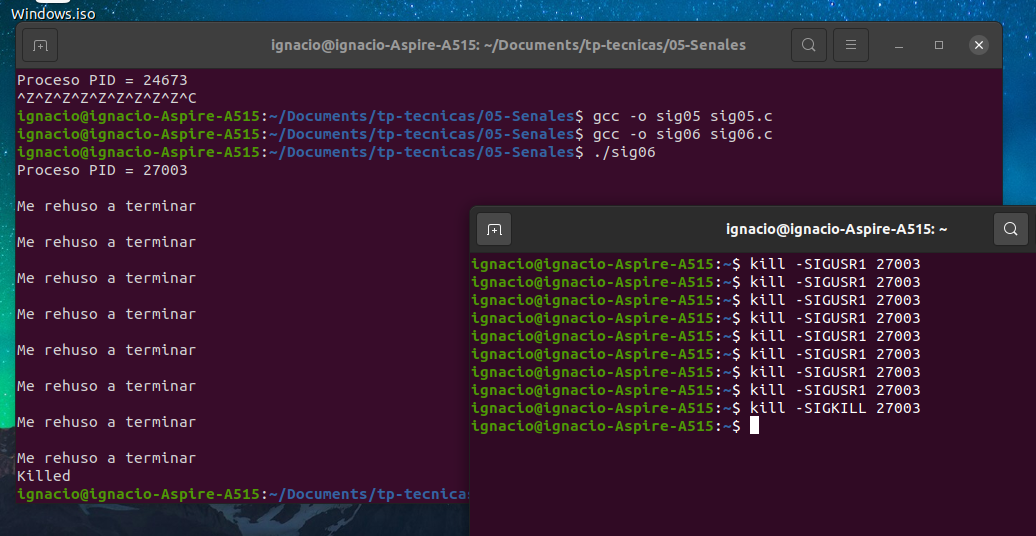 Windows.iso
ignacio@ignacio-Aspire-A515: ~/Documents/tp-tecnicas/05-Senales
Proceso PID = 24673
^Z^Z^Z^Z^Z^Z^Z^Z^Z^C
ignacio@ignacio-Aspire-A515:~/Documents/tp-tecnicas/05-Senales$ gcc -o sig05 sig05.c
ignacio@ignacio-Aspire-A515:~/Documents/tp-tecnicas/05-Senales$ gcc -o sig06 sig06.c
ignacio@ignacio-Aspire-A515:~/Documents/tp-tecnicas/05-Senales$ ./sig06
Proceso PID = 27003
Me rehuso a terminar
Me rehuso a terminar
Me rehuso a terminar
Me rehuso a terminar
Me rehuso a terminar
Me rehuso a terminar
Me rehuso a terminar
Me rehuso a terminar
Killed
ignacio@ignacio-Aspire-A515:~/Documents/tp-tecnicas
ignacio@ignacio-Aspire-A515: ~
ignacio@ignacio-Aspire-A515:~$ kill -SIGUSR1 27003
ignacio@ignacio-Aspire-A515:~$ kill -SIGUSR1 27003
ignacio@ignacio-Aspire-A515:~$ kill -SIGUSR1 27003
ignacio@ignacio-Aspire-A515:~$ kill -SIGUSR1 27003
ignacio@ignacio-Aspire-A515:~$ kill -SIGUSR1 27003
ignacio@ignacio-Aspire-A515:~$ kill -SIGUSR1 27003
ignacio@ignacio-Aspire-A515:~$ kill -SIGUSR1 27003
ignacio@ignacio-Aspire-A515:~$ kill -SIGUSR1 27003
ignacio@ignacio-Aspire-A515:~$ kill -SIGKILL 27003
ignacio@ignacio-Aspire-A515:~$